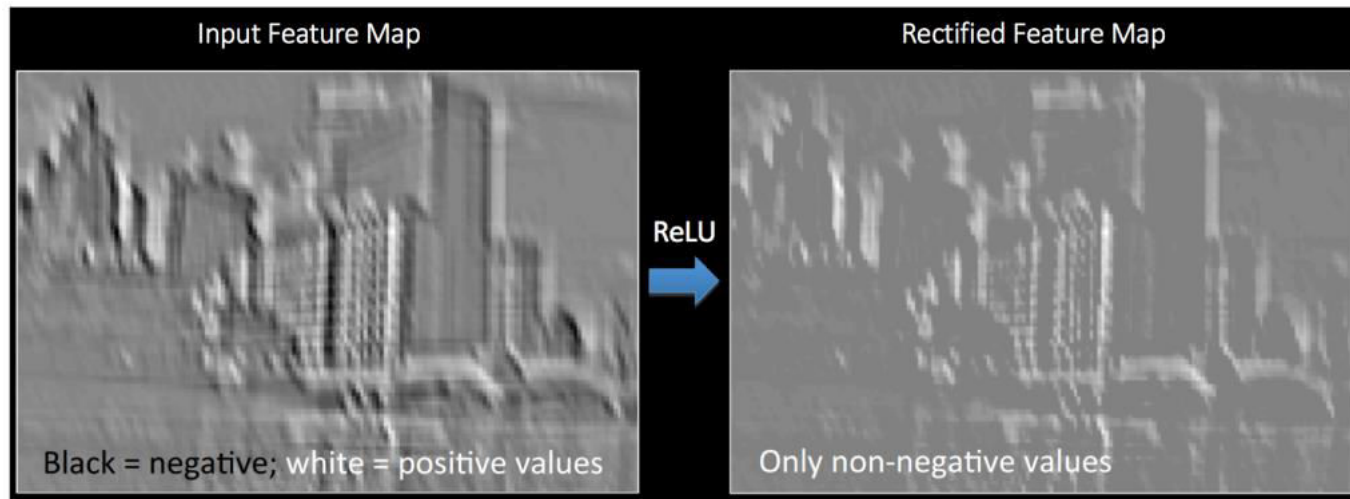 Input Feature Map
Rectified Feature Map
ReLU
Black = negative; white = positive values
Only non-negative values